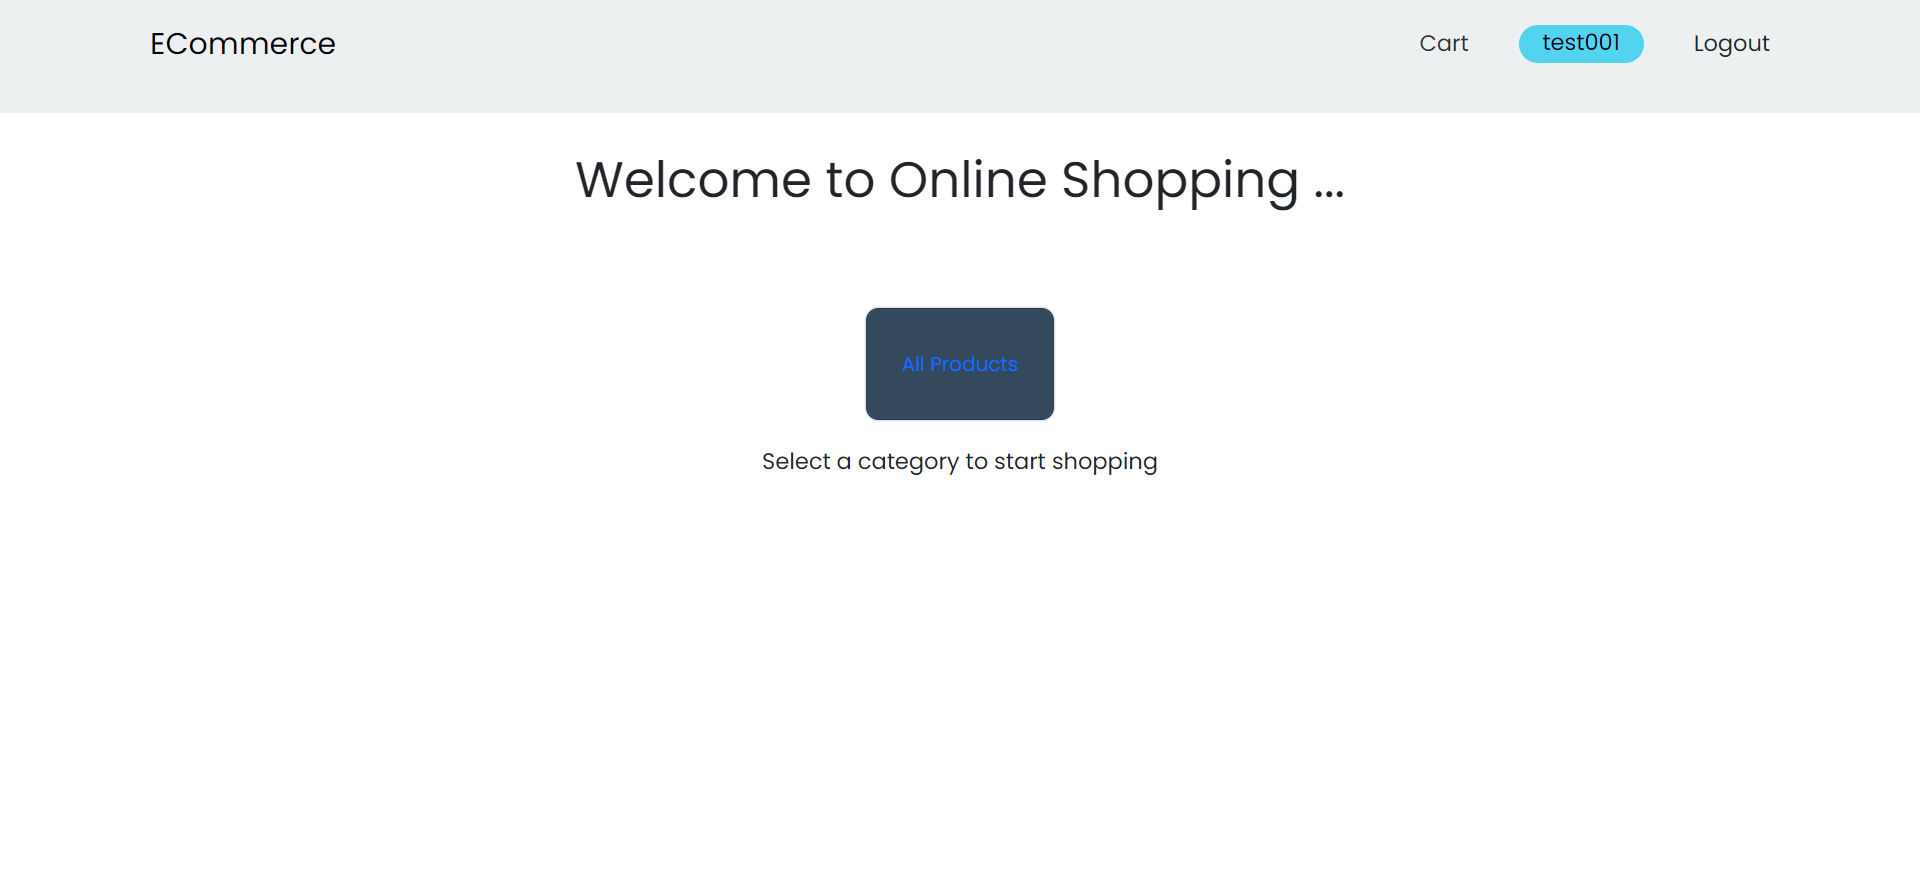 ECommerce Cart test001 Logout
Welcome to Online Shopping ...
All Products
Select a category to start shopping